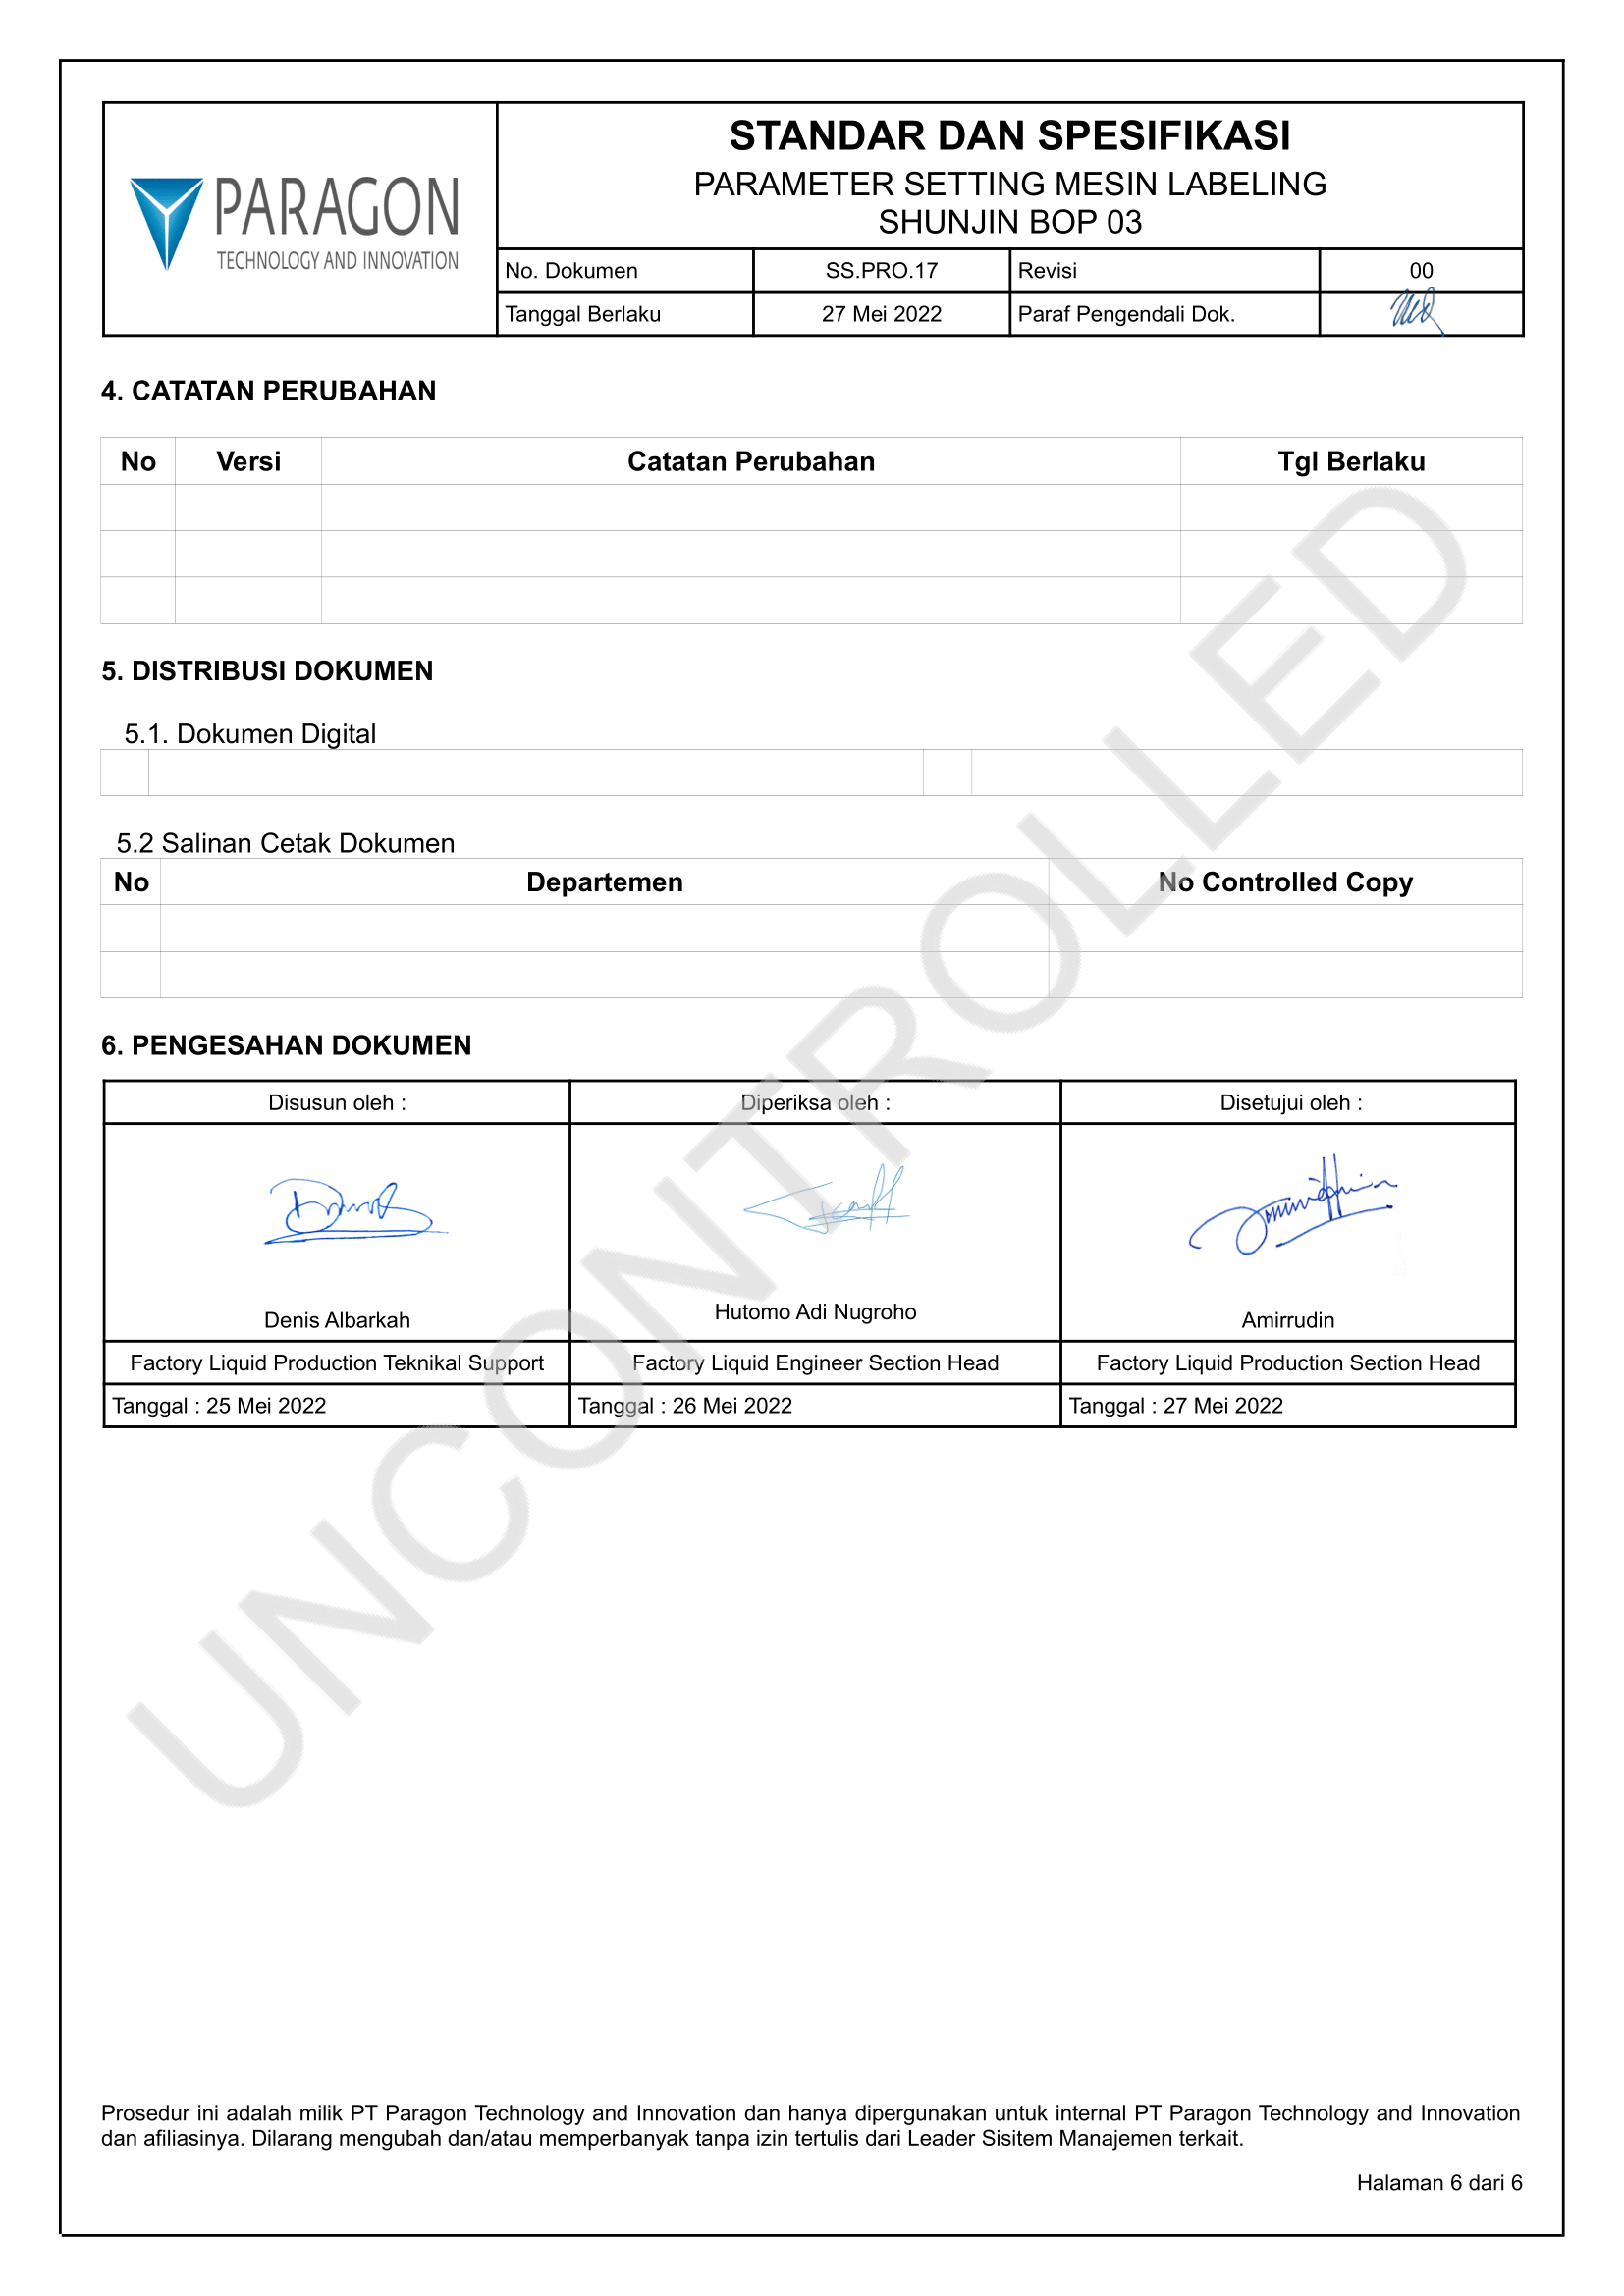 PARAGON
TECHNOLOGY AND INNOVATION
STANDAR DAN SPESIFIKASI
PARAMETER SETTING MESIN LABELING
SHUNJIN BOP 03
No. Dokumen SS.PRO.17 Revisi 00
Tanggal Berlaku 27 Mei 2022 Paraf Pengendali Dok.
4. CATATAN PERUBAHAN
No Versi Catatan Perubahan Tgl Berlaku
5. DISTRIBUSI DOKUMEN
5.1. Dokumen Digital
5.2 Salinan Cetak Dokumen
No Departemen No Controlled Copy
6. PENGESAHAN DOKUMEN
Disusun oleh : Diperiksa oleh : Disetujui oleh :
Denis Albarkah Hutomo Adi Nugroho Amirrudin
Factory Liquid Production Teknikal Support Factory Liquid Engineer Section Head Factory Liquid Production Section Head
Tanggal : 25 Mei 2022 Tanggal : 26 Mei 2022 Tanggal : 27 Mei 2022
UNCONTROLLED
Prosedur ini adalah milik PT Paragon Technology and Innovation dan hanya dipergunakan untuk internal PT Paragon Technology and Innovation
dan afiliasinya. Dilarang mengubah dan/atau memperbanyak tanpa izin tertulis dari Leader Sisitem Manajemen terkait.
Halaman 6 dari 6